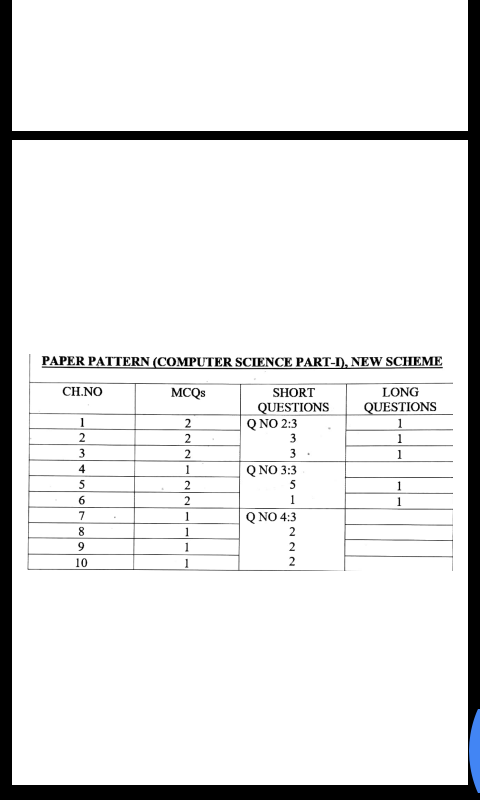 PAPER PATTERN (COMPUTER SCIENCE PART-I), NEW SCHEME
CH.NO MCQs SHORT QUESTIONS LONG QUESTIONS
1 2 Q NO 2:3 1
2 2 3 1
3 2 3 1
4 1 Q NO 3:3
5 2 5 1
6 2 1 1
7 1 Q NO 4:3
8 1 2
9 1 2
10 1 2